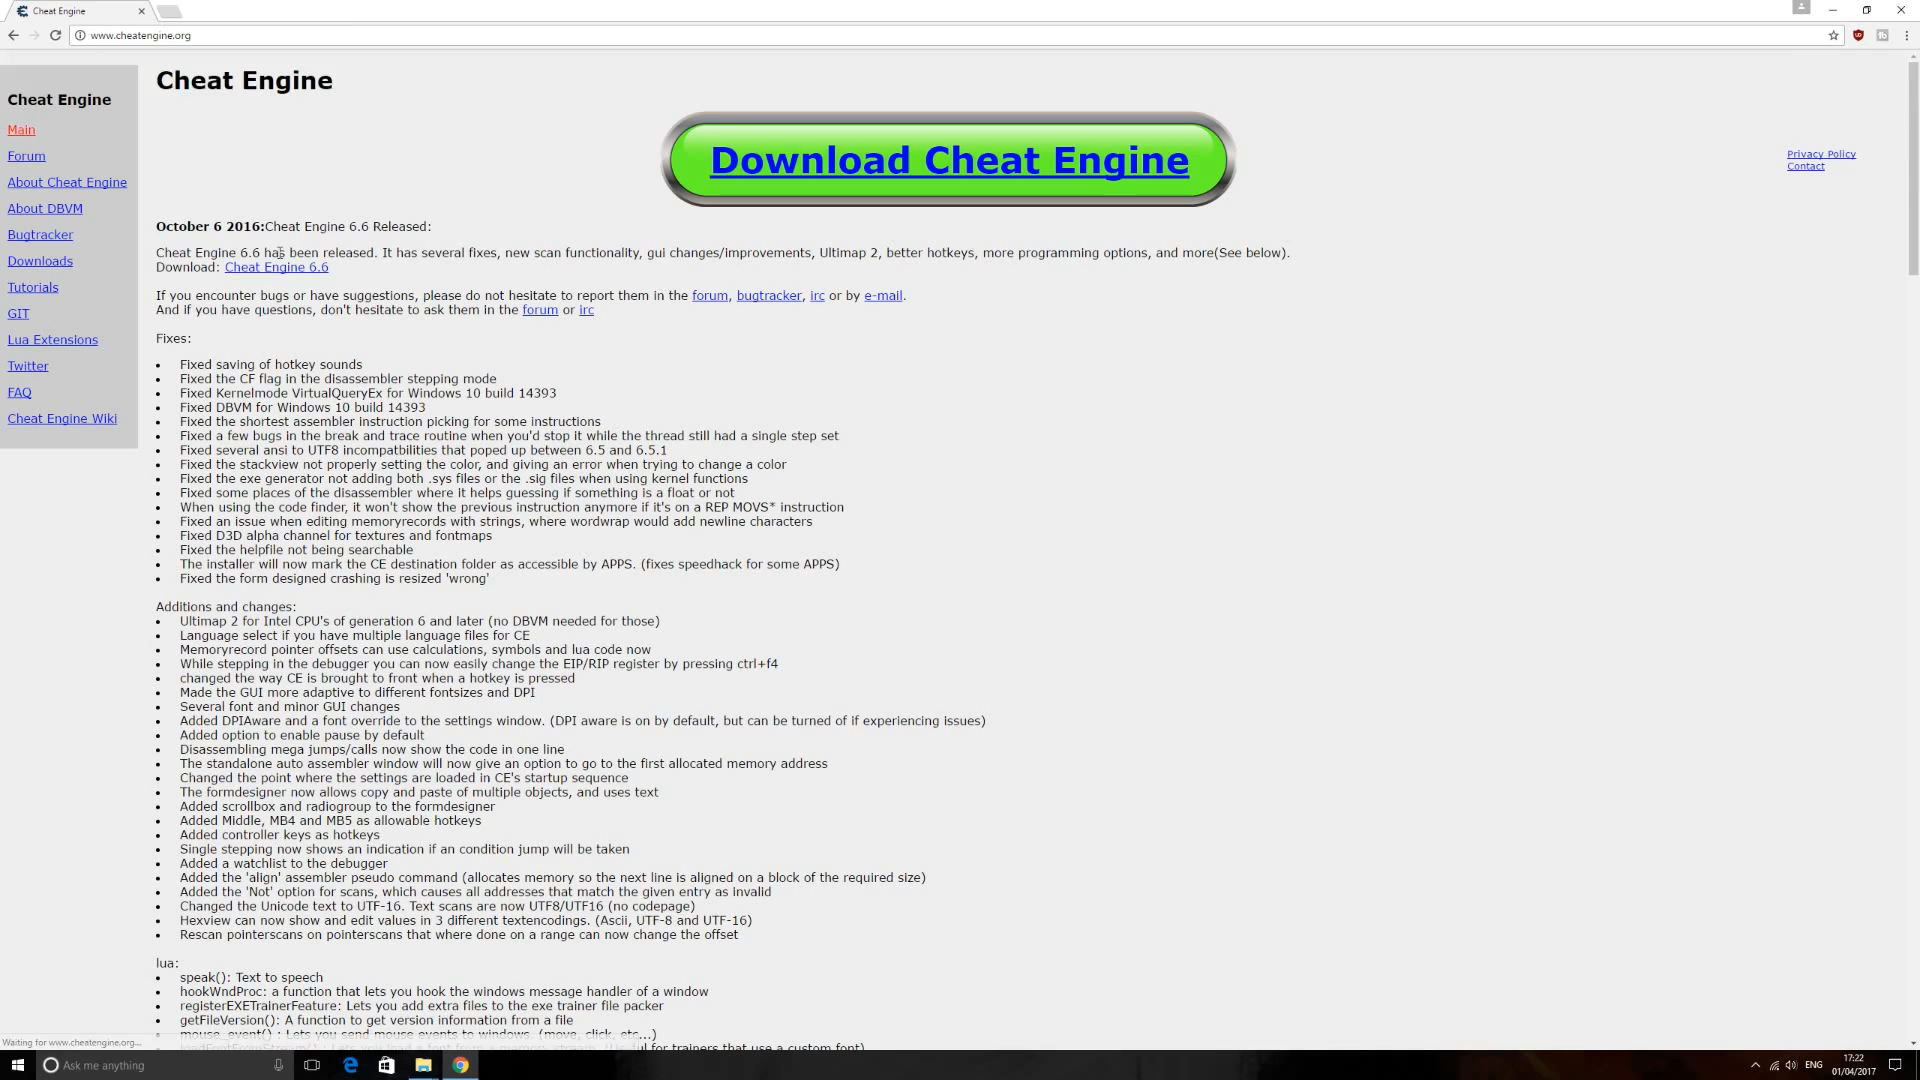 Cheat Engine
www.cheatengine.org
Cheat Engine
Main
Forum
About Cheat Engine
About DBVM
Bugtracker
Downloads
Tutorials
GIT
Lua Extensions
Twitter
FAQ
Cheat Engine Wiki
Cheat Engine
Download Cheat Engine
Privacy Policy
Contact
October 6 2016:Cheat Engine 6.6 Released:
Cheat Engine 6.6 has been released. It has several fixes, new scan functionality, gui changes/improvements, Ultimap 2, better hotkeys, more programming options, and more(See below).
Download: Cheat Engine 6.6
If you encounter bugs or have suggestions, please do not hesitate to report them in the forum, bugtracker, irc or by e-mail.
And if you have questions, don't hesitate to ask them in the forum or irc
Fixes:
• Fixed saving of hotkey sounds
• Fixed the CF flag in the disassembler stepping mode
• Fixed Kernelmode VirtualQueryEx for Windows 10 build 14393
• Fixed DBVM for Windows 10 build 14393
• Fixed the shortest assembler instruction picking for some instructions
• Fixed a few bugs in the break and trace routine when you'd stop it while the thread still had a single step set
• Fixed several ansi to UTF8 incompatbilities that poped up between 6.5 and 6.5.1
• Fixed the stackview not properly setting the color, and giving an error when trying to change a color
• Fixed the exe generator not adding both .sys files or the .sig files when using kernel functions
• Fixed some places of the disassembler where it helps guessing if something is a float or not
• When using the code finder, it won't show the previous instruction anymore if it's on a REP MOVS* instruction
• Fixed an issue when editing memoryrecords with strings, where wordwrap would add newline characters
• Fixed D3D alpha channel for textures and fontmaps
• Fixed the helpfile not being searchable
• The installer will now mark the CE destination folder as accessible by APPS. (fixes speedhack for some APPS)
• Fixed the form designed crashing is resized 'wrong'
Additions and changes:
• Ultimap 2 for Intel CPU's of generation 6 and later (no DBVM needed for those)
• Language select if you have multiple language files for CE
• Memoryrecord pointer offsets can use calculations, symbols and lua code now
• While stepping in the debugger you can now easily change the EIP/RIP register by pressing ctrl+f4
• changed the way CE is brought to front when a hotkey is pressed
• Made the GUI more adaptive to different fontsizes and DPI
• Several font and minor GUI changes
• Added DPIAware and a font override to the settings window. (DPI aware is on by default, but can be turned of if experiencing issues)
• Added option to enable pause by default
• Disassembling mega jumps/calls now show the code in one line
• The standalone auto assembler window will now give an option to go to the first allocated memory address
• Changed the point where the settings are loaded in CE's startup sequence
• The formdesigner now allows copy and paste of multiple objects, and uses text
• Added scrollbox and radiogroup to the formdesigner
• Added Middle, MB4 and MB5 as allowable hotkeys
• Added controller keys as hotkeys
• Single stepping now shows an indication if an condition jump will be taken
• Added a watchlist to the debugger
• Added the 'align' assembler pseudo command (allocates memory so the next line is aligned on a block of the required size)
• Added the 'Not' option for scans, which causes all addresses that match the given entry as invalid
• Changed the Unicode text to UTF-16. Text scans are now UTF8/UTF16 (no codepage)
• Hexview can now show and edit values in 3 different textencodings. (Ascii, UTF-8 and UTF-16)
• Rescan pointerscans on pointerscans that where done on a range can now change the offset
lua:
• speak(): Text to speech
• hookWndProc: a function that lets you hook the windows message handler of a window
• registerEXETrainerFeature: Lets you add extra files to the exe trainer file packer
• getFileVersion(): A function to get version information from a file
• mouse_event() : Lets you send mouse events to windows. (move, click, etc...)
• loadFontFromStream() : Lets you load a font from a memory stream. (Useful for trainers that use a custom font)
Waiting for www.cheatengine.org...
Ask me anything
ENG
17:22
01/04/2017